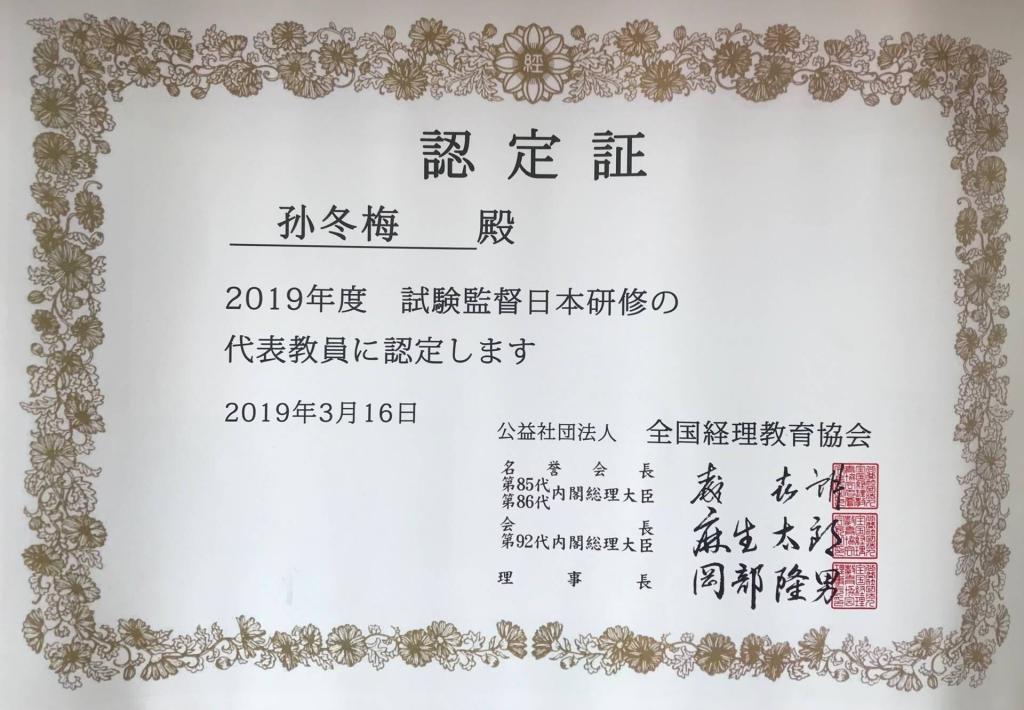 経
認定証
孙冬梅 殿
2019年度 試験監督日本研修の
代表教員に認定します
2019年3月16日
公益社団法人 全国経理教育協会
名誉会長
第85代
第86代 内閣総理大臣
会長
第92代内閣総理大臣
麻生太郎
理事長 岡部隆男